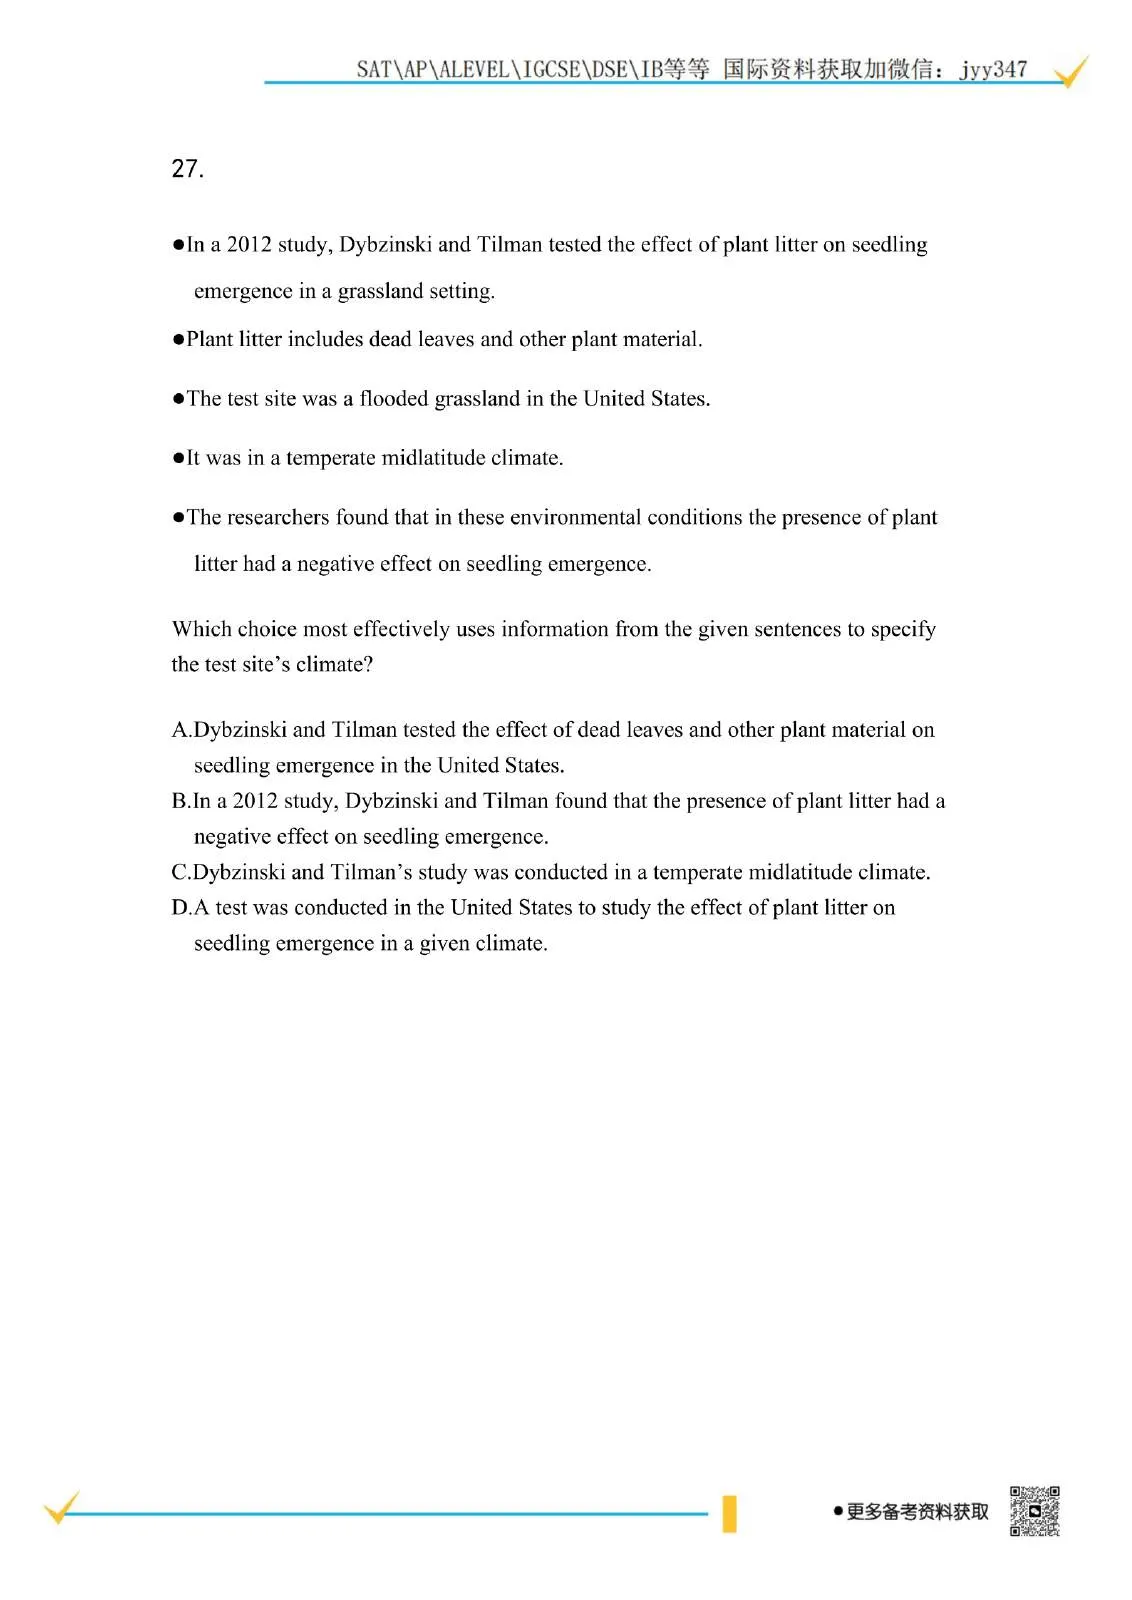 SAT\AP\ALEVEL\IGCSE\DSE\IB等等 国际资料获取加微信：jyy347
27.
●In a 2012 study, Dybzinski and Tilman tested the effect of plant litter on seedling
emergence in a grassland setting.
●Plant litter includes dead leaves and other plant material.
●The test site was a flooded grassland in the United States.
●It was in a temperate midlatitude climate.
●The researchers found that in these environmental conditions the presence of plant
litter had a negative effect on seedling emergence.
Which choice most effectively uses information from the given sentences to specify
the test site’s climate?
A.Dybzinski and Tilman tested the effect of dead leaves and other plant material on
seedling emergence in the United States.
B.In a 2012 study, Dybzinski and Tilman found that the presence of plant litter had a
negative effect on seedling emergence.
C.Dybzinski and Tilman’s study was conducted in a temperate midlatitude climate.
D.A test was conducted in the United States to study the effect of plant litter on
seedling emergence in a given climate.
●更多备考资料获取